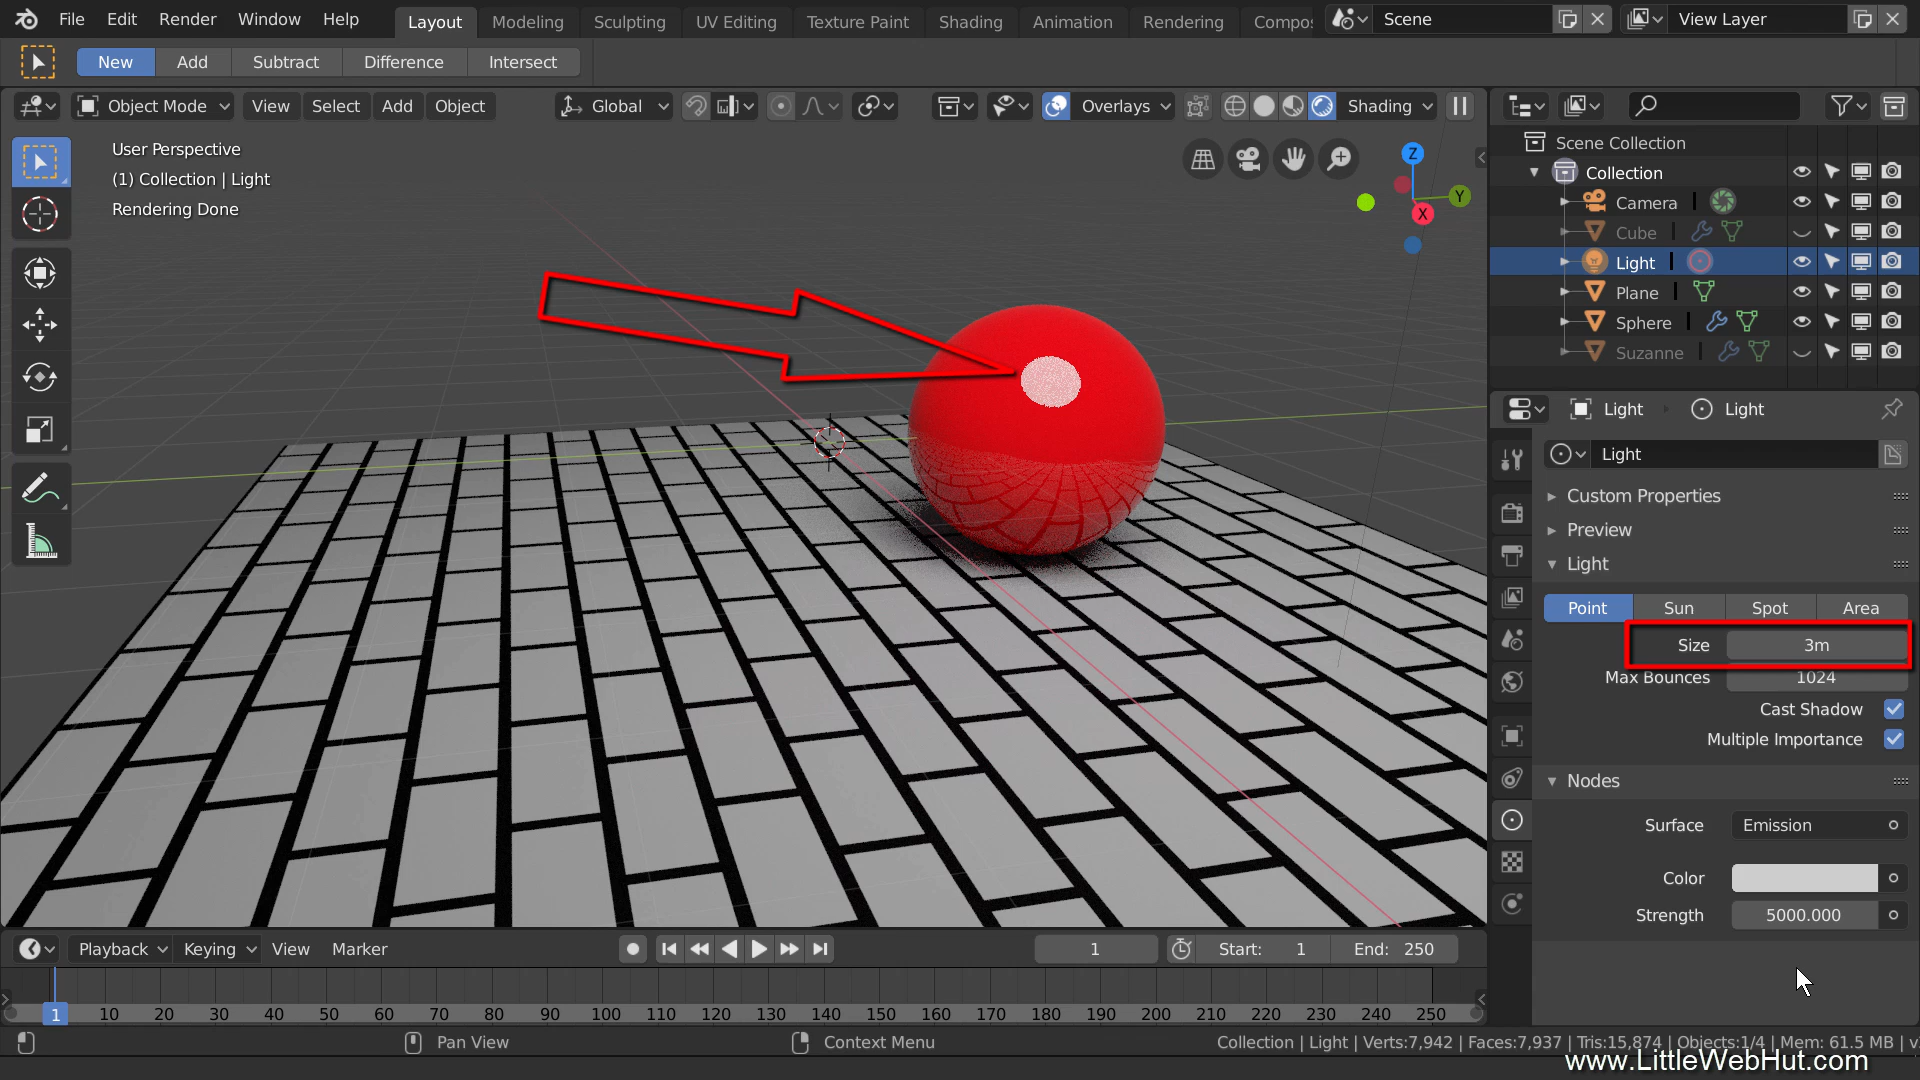 File Edit Render Window Help Layout Modeling Sculpting UV Editing Texture Paint Shading Animation Rendering Compos Scene View Layer
New Add Subtract Difference Intersect
Object Mode View Select Add Object Global Overlays Shading
User Perspective
(1) Collection | Light
Rendering Done
Z
Y
X
Scene Collection
Collection
Camera
Cube
Light
Plane
Sphere
Suzanne
Light Light
Light
Custom Properties
Preview
Light
Point Sun Spot Area
Size 3m
Max Bounces 1024
Cast Shadow
Multiple Importance
Nodes
Surface Emission
Color
Strength 5000.000
Playback Keying View Marker 1 Start: 1 End: 250
1 10 20 30 40 50 60 70 80 90 100 110 120 130 140 150 160 170 180 190 200 210 220 230 240 250
Pan View Context Menu Collection | Light | Verts:7,942 | Faces:7,937 | Tris:15,874 | Objects:1/4 | Mem: 61.5 MB | v
www.LittleWebHut.com